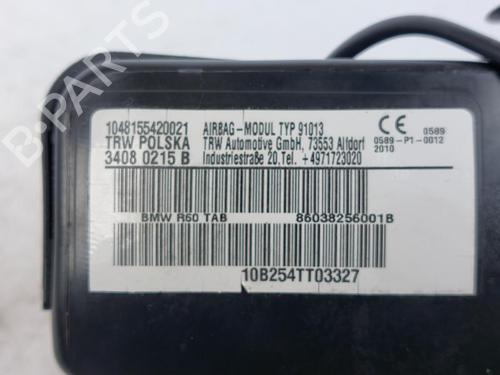 B-PARTS
1048155420021 AIRBAG-MODUL TYP 91013
TRW POLSKA TRW Automotive GmbH, 73553 Alfdorf
3408 0215 B Industriestraße 20,Tel. +4971723020
CE 0589
0589-P1-0012
2010
BMW R60 TAB 86038256001B
10B254TT03327